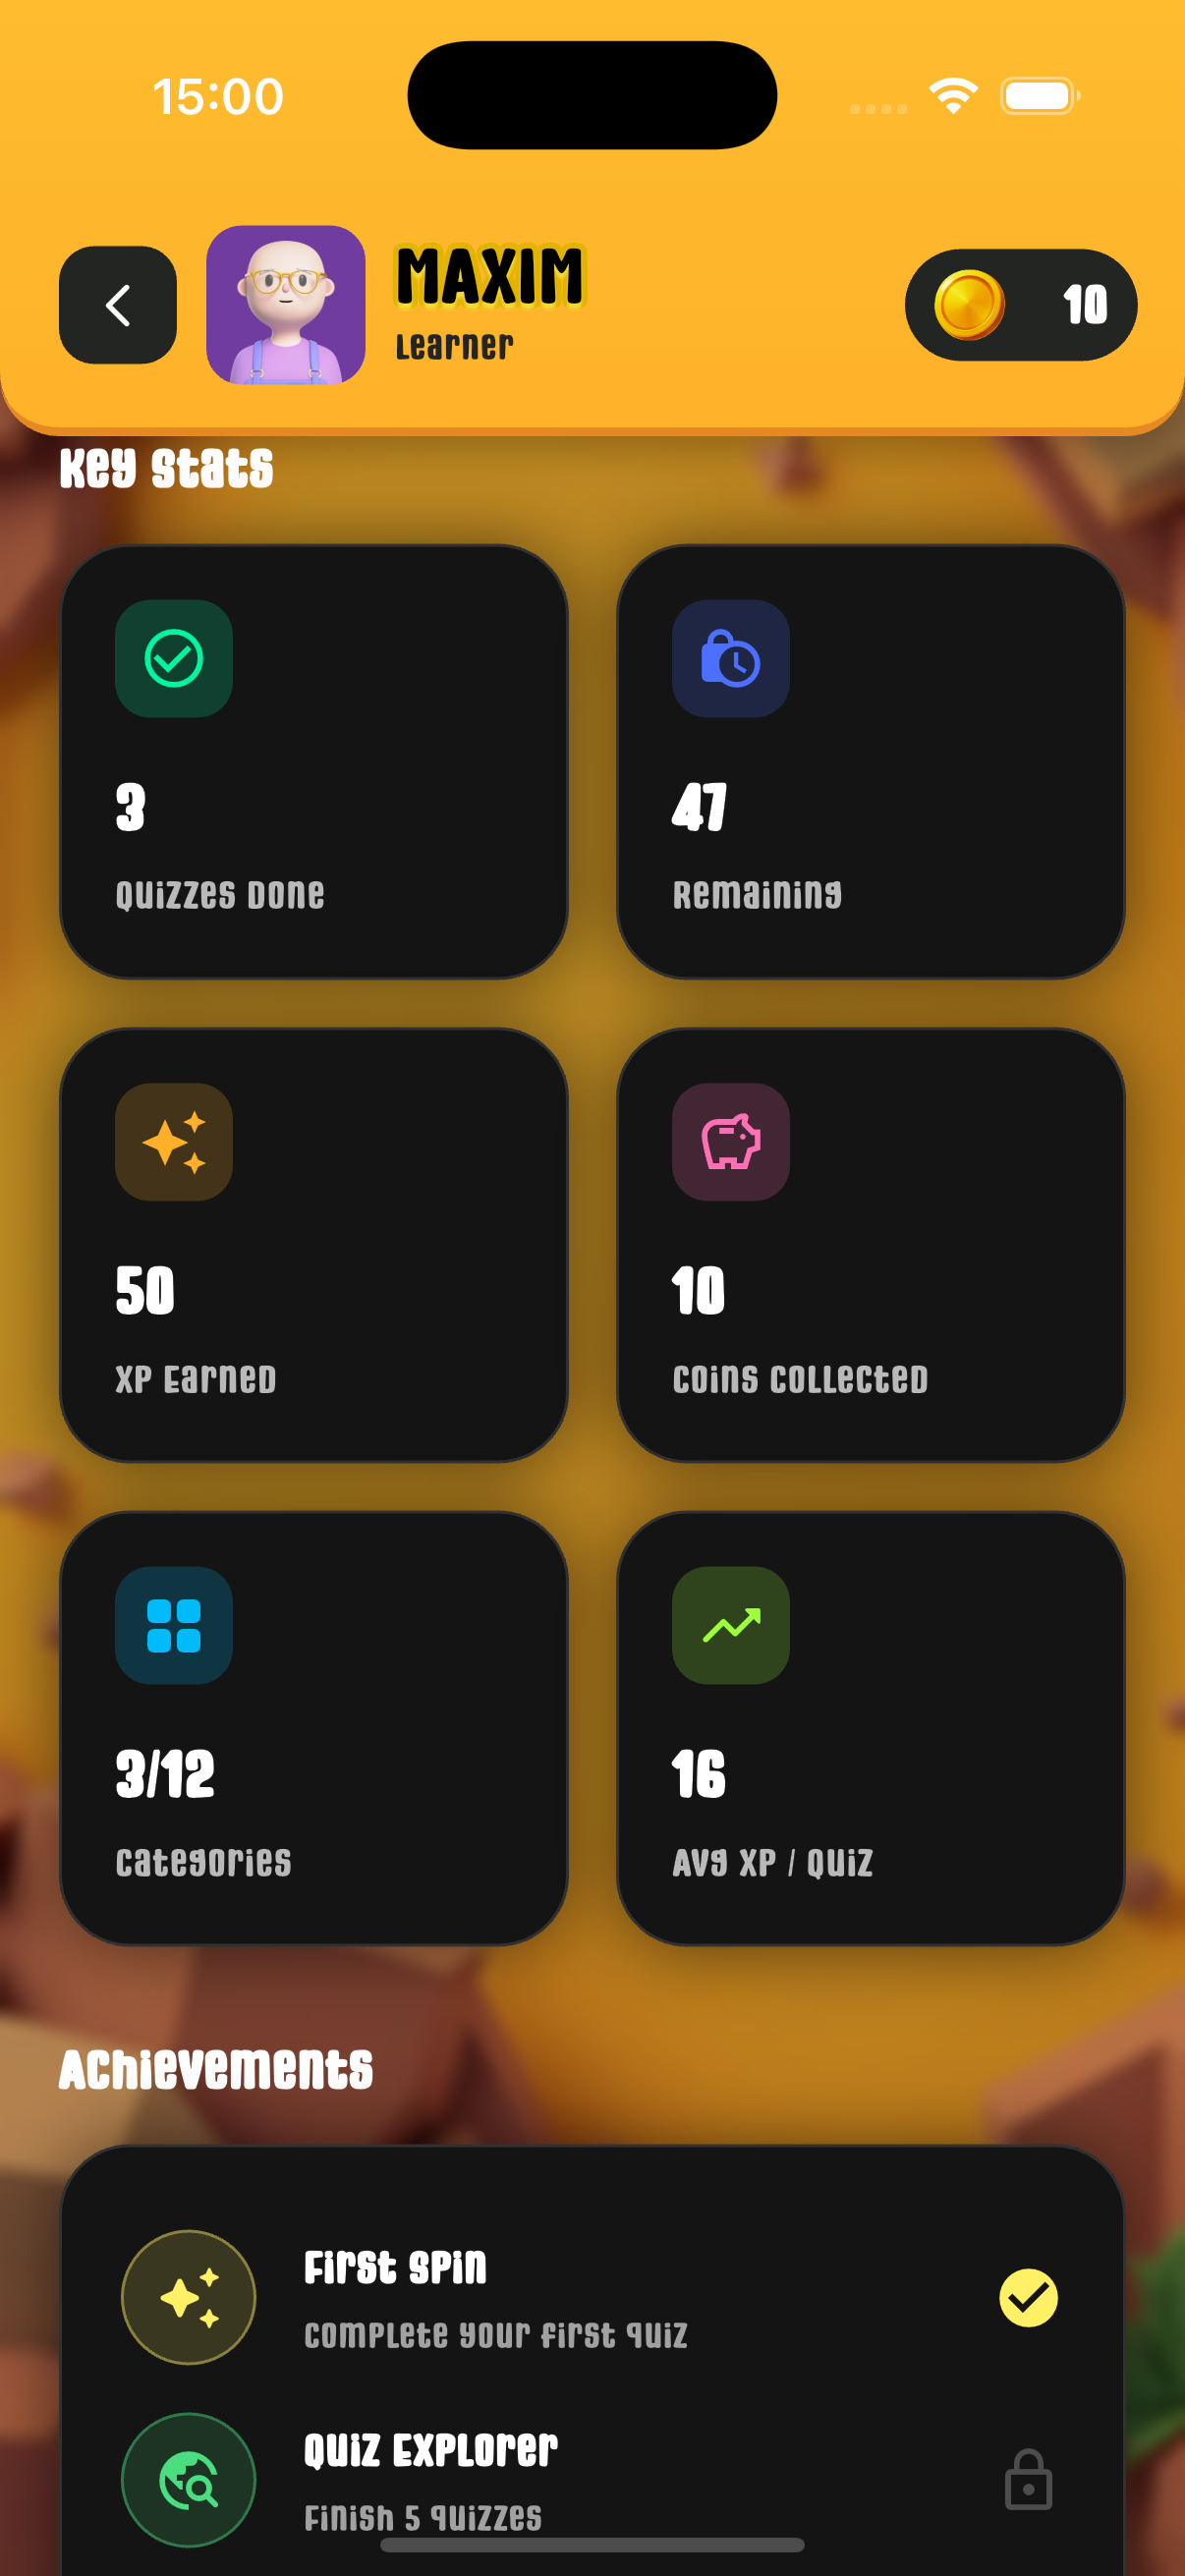 15:00
MAXIM
Learner
10
Key Stats
3
Quizzes Done
47
Remaining
50
XP Earned
10
Coins Collected
3/12
Categories
16
Avg XP / Quiz
Achievements
First Spin
Complete your first quiz
Quiz Explorer
Finish 5 quizzes